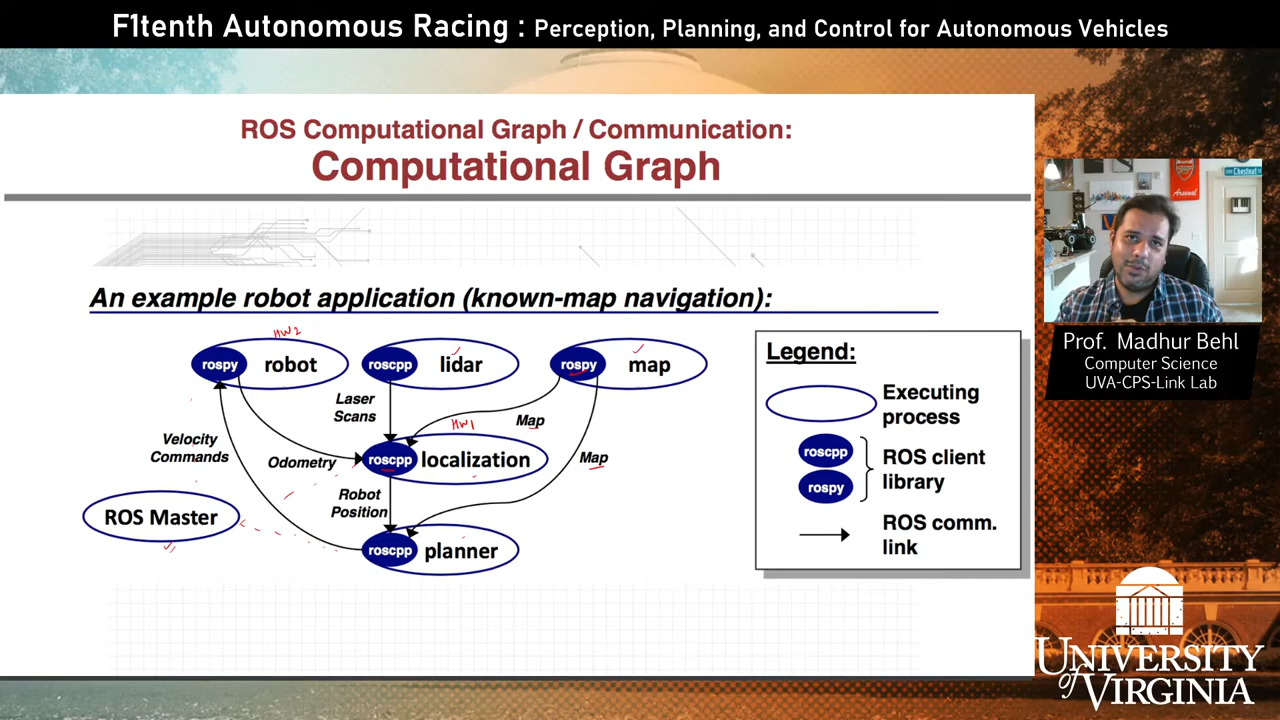 F1tenth Autonomous Racing : Perception, Planning, and Control for Autonomous Vehicles
ROS Computational Graph / Communication:
Computational Graph
An example robot application (known-map navigation):
HW2
rospy robot
roscpp lidar
rospy map
Laser
Scans
Map
HW1
Velocity
Commands
Odometry
roscpp localization
Map
Robot
Position
ROS Master
roscpp planner
Legend:
Executing
process
roscpp
rospy
ROS client
library
ROS comm.
link
Chestnut
Arsenal
Prof. Madhur Behl
Computer Science
UVA-CPS-Link Lab
UNIVERSITY
of VIRGINIA